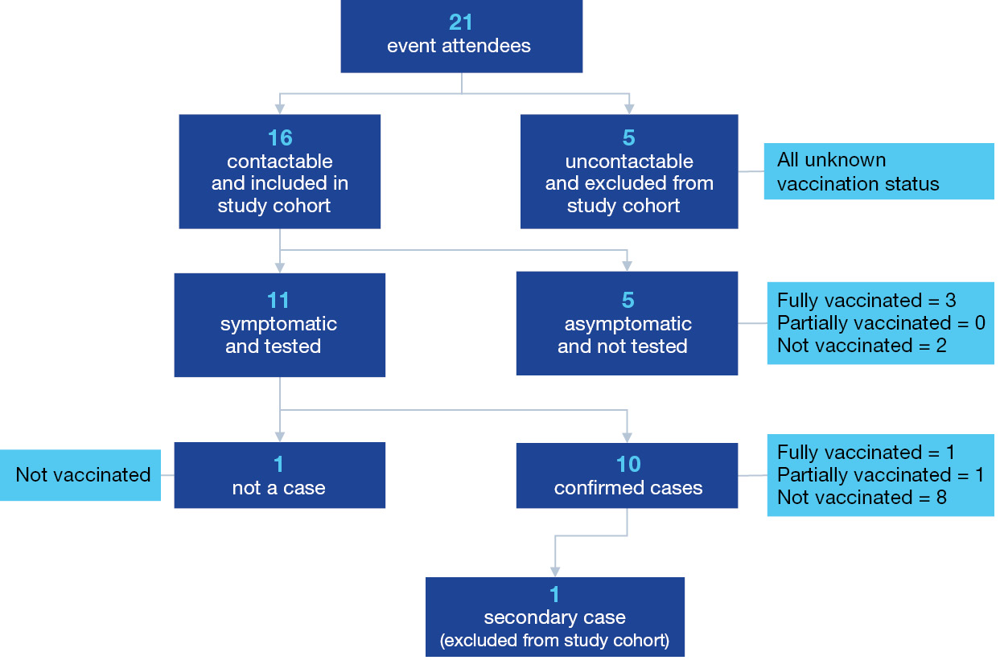 21
event attendees
16
contactable
and included in
study cohort
5
uncontactable
and excluded from
study cohort
All unknown
vaccination status
11
symptomatic
and tested
5
asymptomatic
and not tested
Fully vaccinated = 3
Partially vaccinated = 0
Not vaccinated = 2
Not vaccinated
1
not a case
10
confirmed cases
Fully vaccinated = 1
Partially vaccinated = 1
Not vaccinated = 8
1
secondary case
(excluded from study cohort)